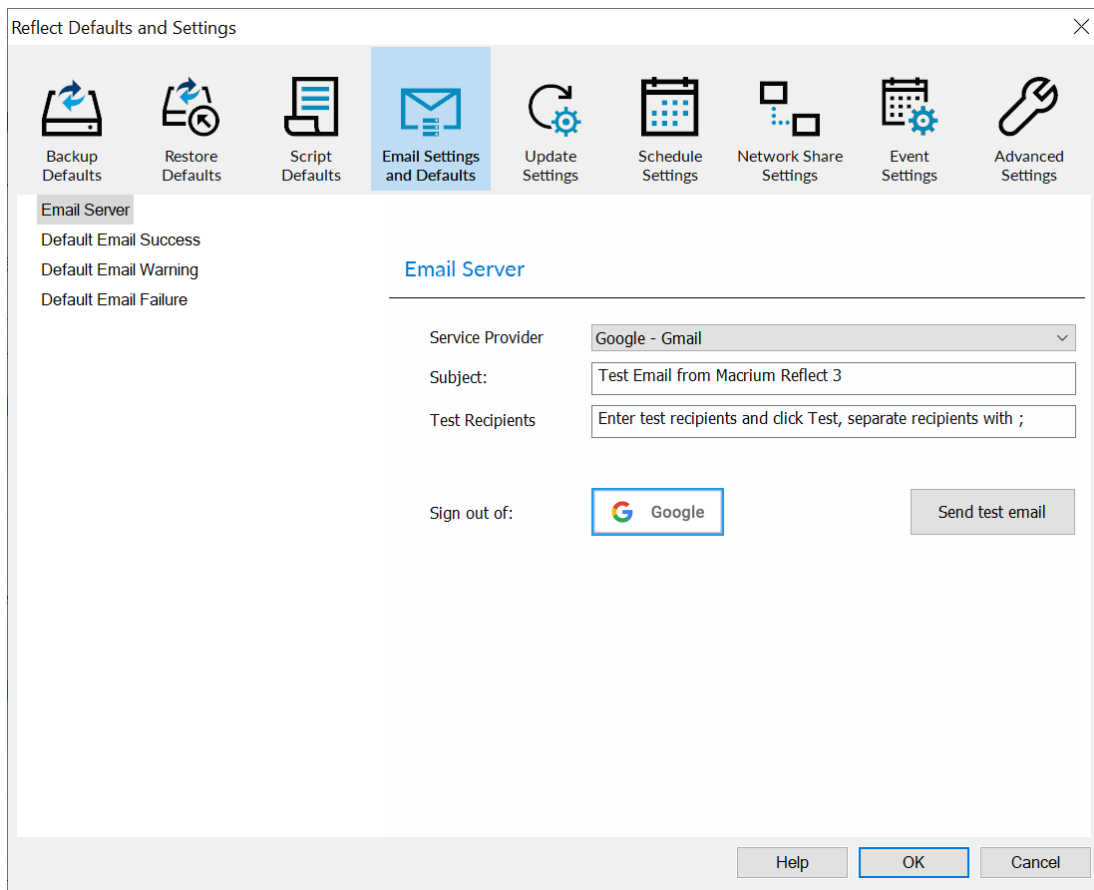 Reflect Defaults and Settings
Backup Defaults
Restore Defaults
Script Defaults
Email Settings and Defaults
Update Settings
Schedule Settings
Network Share Settings
Event Settings
Advanced Settings
Email Server
Default Email Success
Default Email Warning
Default Email Failure
Email Server
Service Provider
Google - Gmail
Subject:
Test Email from Macrium Reflect 3
Test Recipients
Enter test recipients and click Test, separate recipients with ;
Sign out of:
Google
Send test email
Help
OK
Cancel